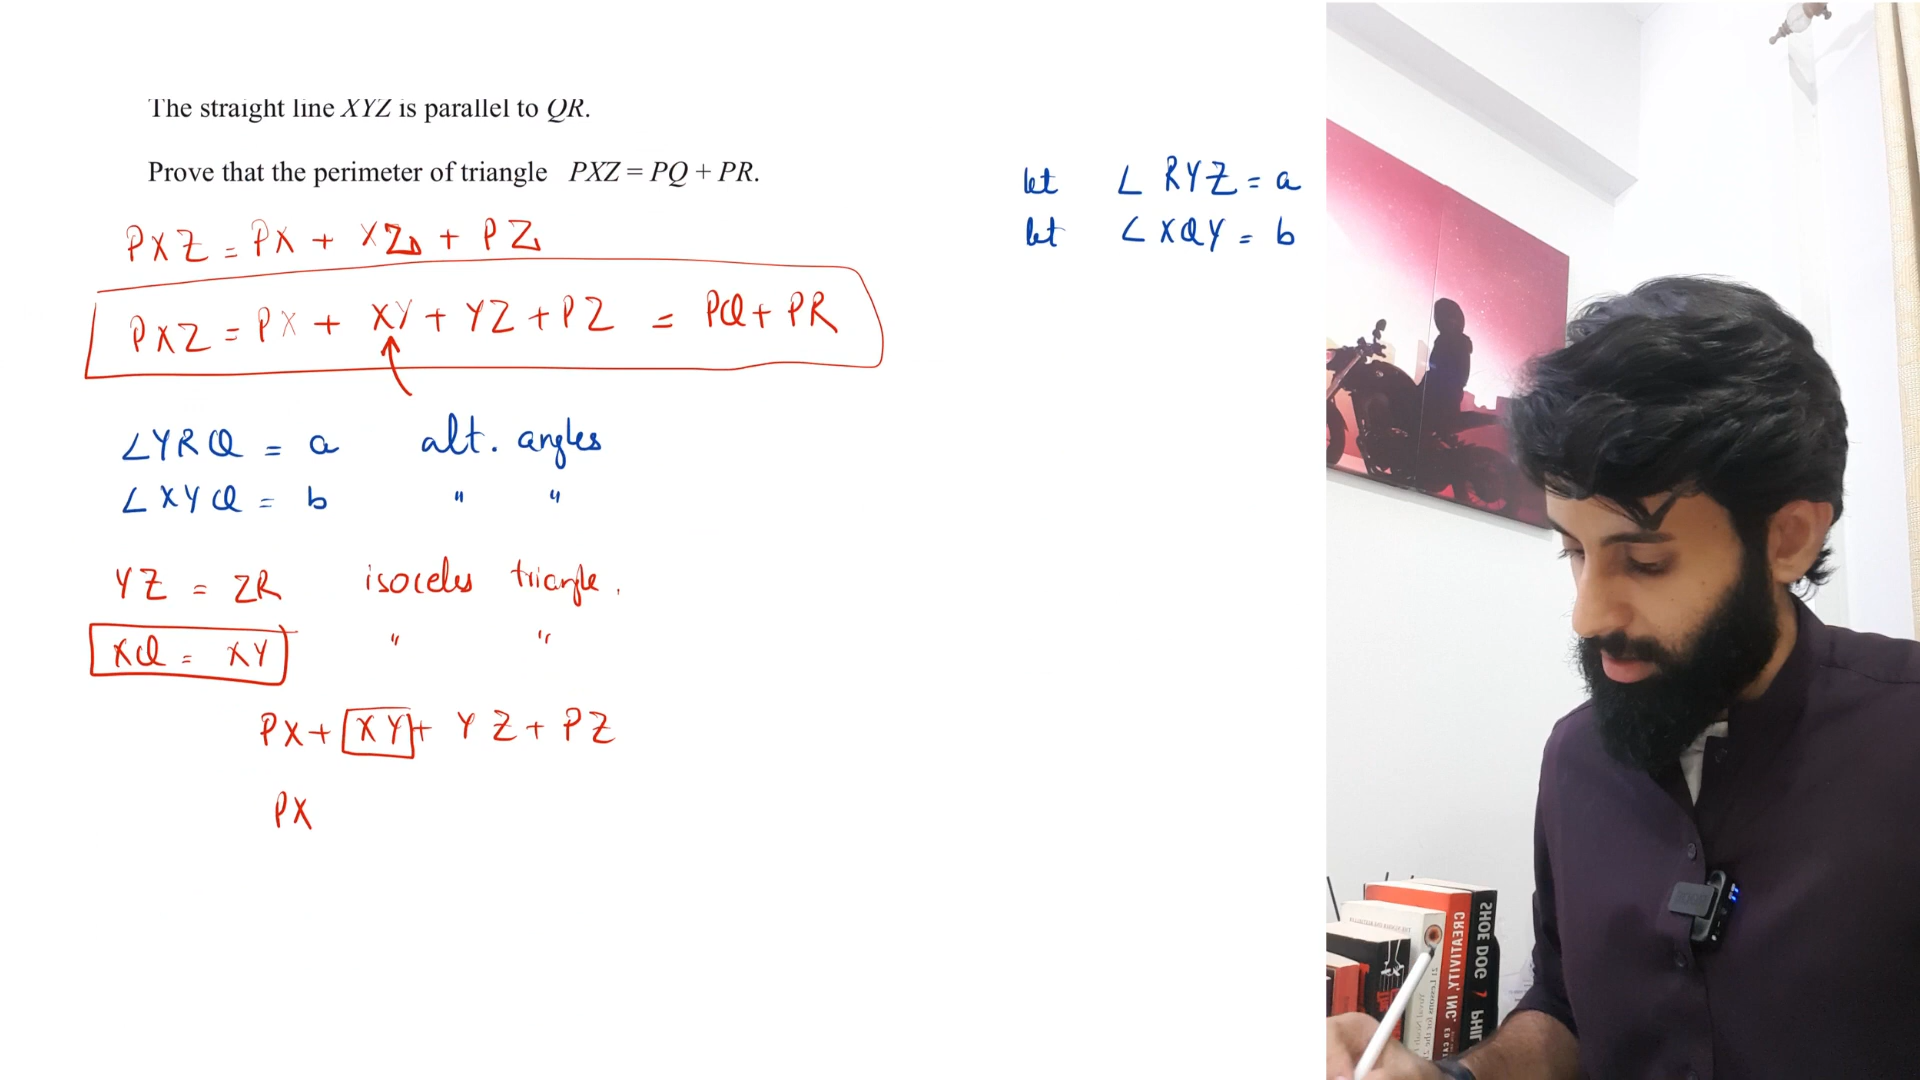 The straight line XYZ is parallel to QR.
Prove that the perimeter of triangle PXZ = PQ + PR.
PXZ = PX + XZ + PZ
PXZ = PX + XY + YZ + PZ = PQ + PR
∠YRQ = a alt. angles
∠XYQ = b " "
YZ = ZR isoceles triangle.
XQ = XY " "
PX + XY + YZ + PZ
PX
let ∠RYZ = a
let ∠XQY = b
CREATIVITY, INC.
SHOE DOG